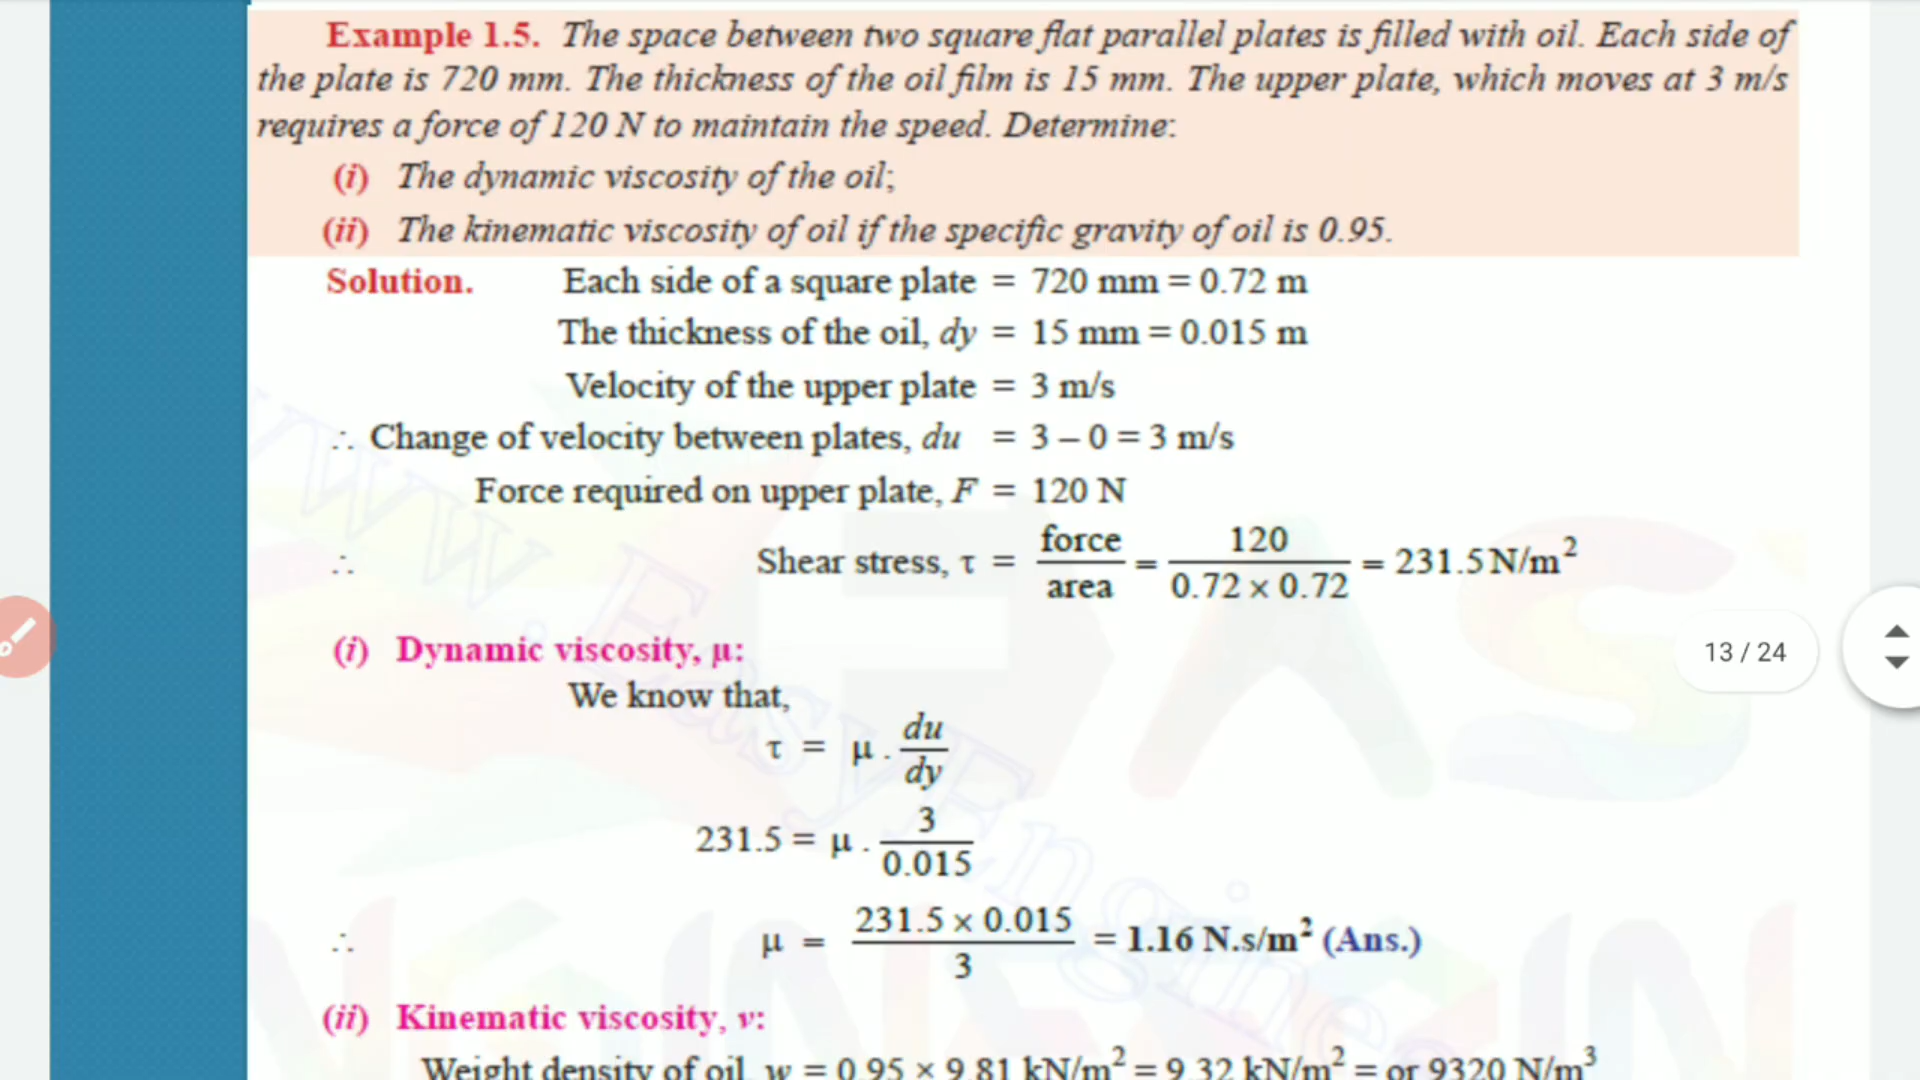 Example 1.5. The space between two square flat parallel plates is filled with oil. Each side of
the plate is 720 mm. The thickness of the oil film is 15 mm. The upper plate, which moves at 3 m/s
requires a force of 120 N to maintain the speed. Determine:
(i) The dynamic viscosity of the oil;
(ii) The kinematic viscosity of oil if the specific gravity of oil is 0.95.
Solution. Each side of a square plate = 720 mm = 0.72 m
The thickness of the oil, dy = 15 mm = 0.015 m
Velocity of the upper plate = 3 m/s
∴ Change of velocity between plates, du = 3 – 0 = 3 m/s
Force required on upper plate, F = 120 N
∴ Shear stress, τ = force/area = 120/(0.72 × 0.72) = 231.5 N/m²
(i) Dynamic viscosity, μ:
13 / 24
We know that,
τ = μ . du/dy
231.5 = μ . 3/0.015
∴ μ = (231.5 × 0.015)/3 = 1.16 N.s/m² (Ans.)
(ii) Kinematic viscosity, ν:
Weight density of oil, w = 0.95 × 9.81 kN/m² = 9.32 kN/m² = or 9320 N/m³